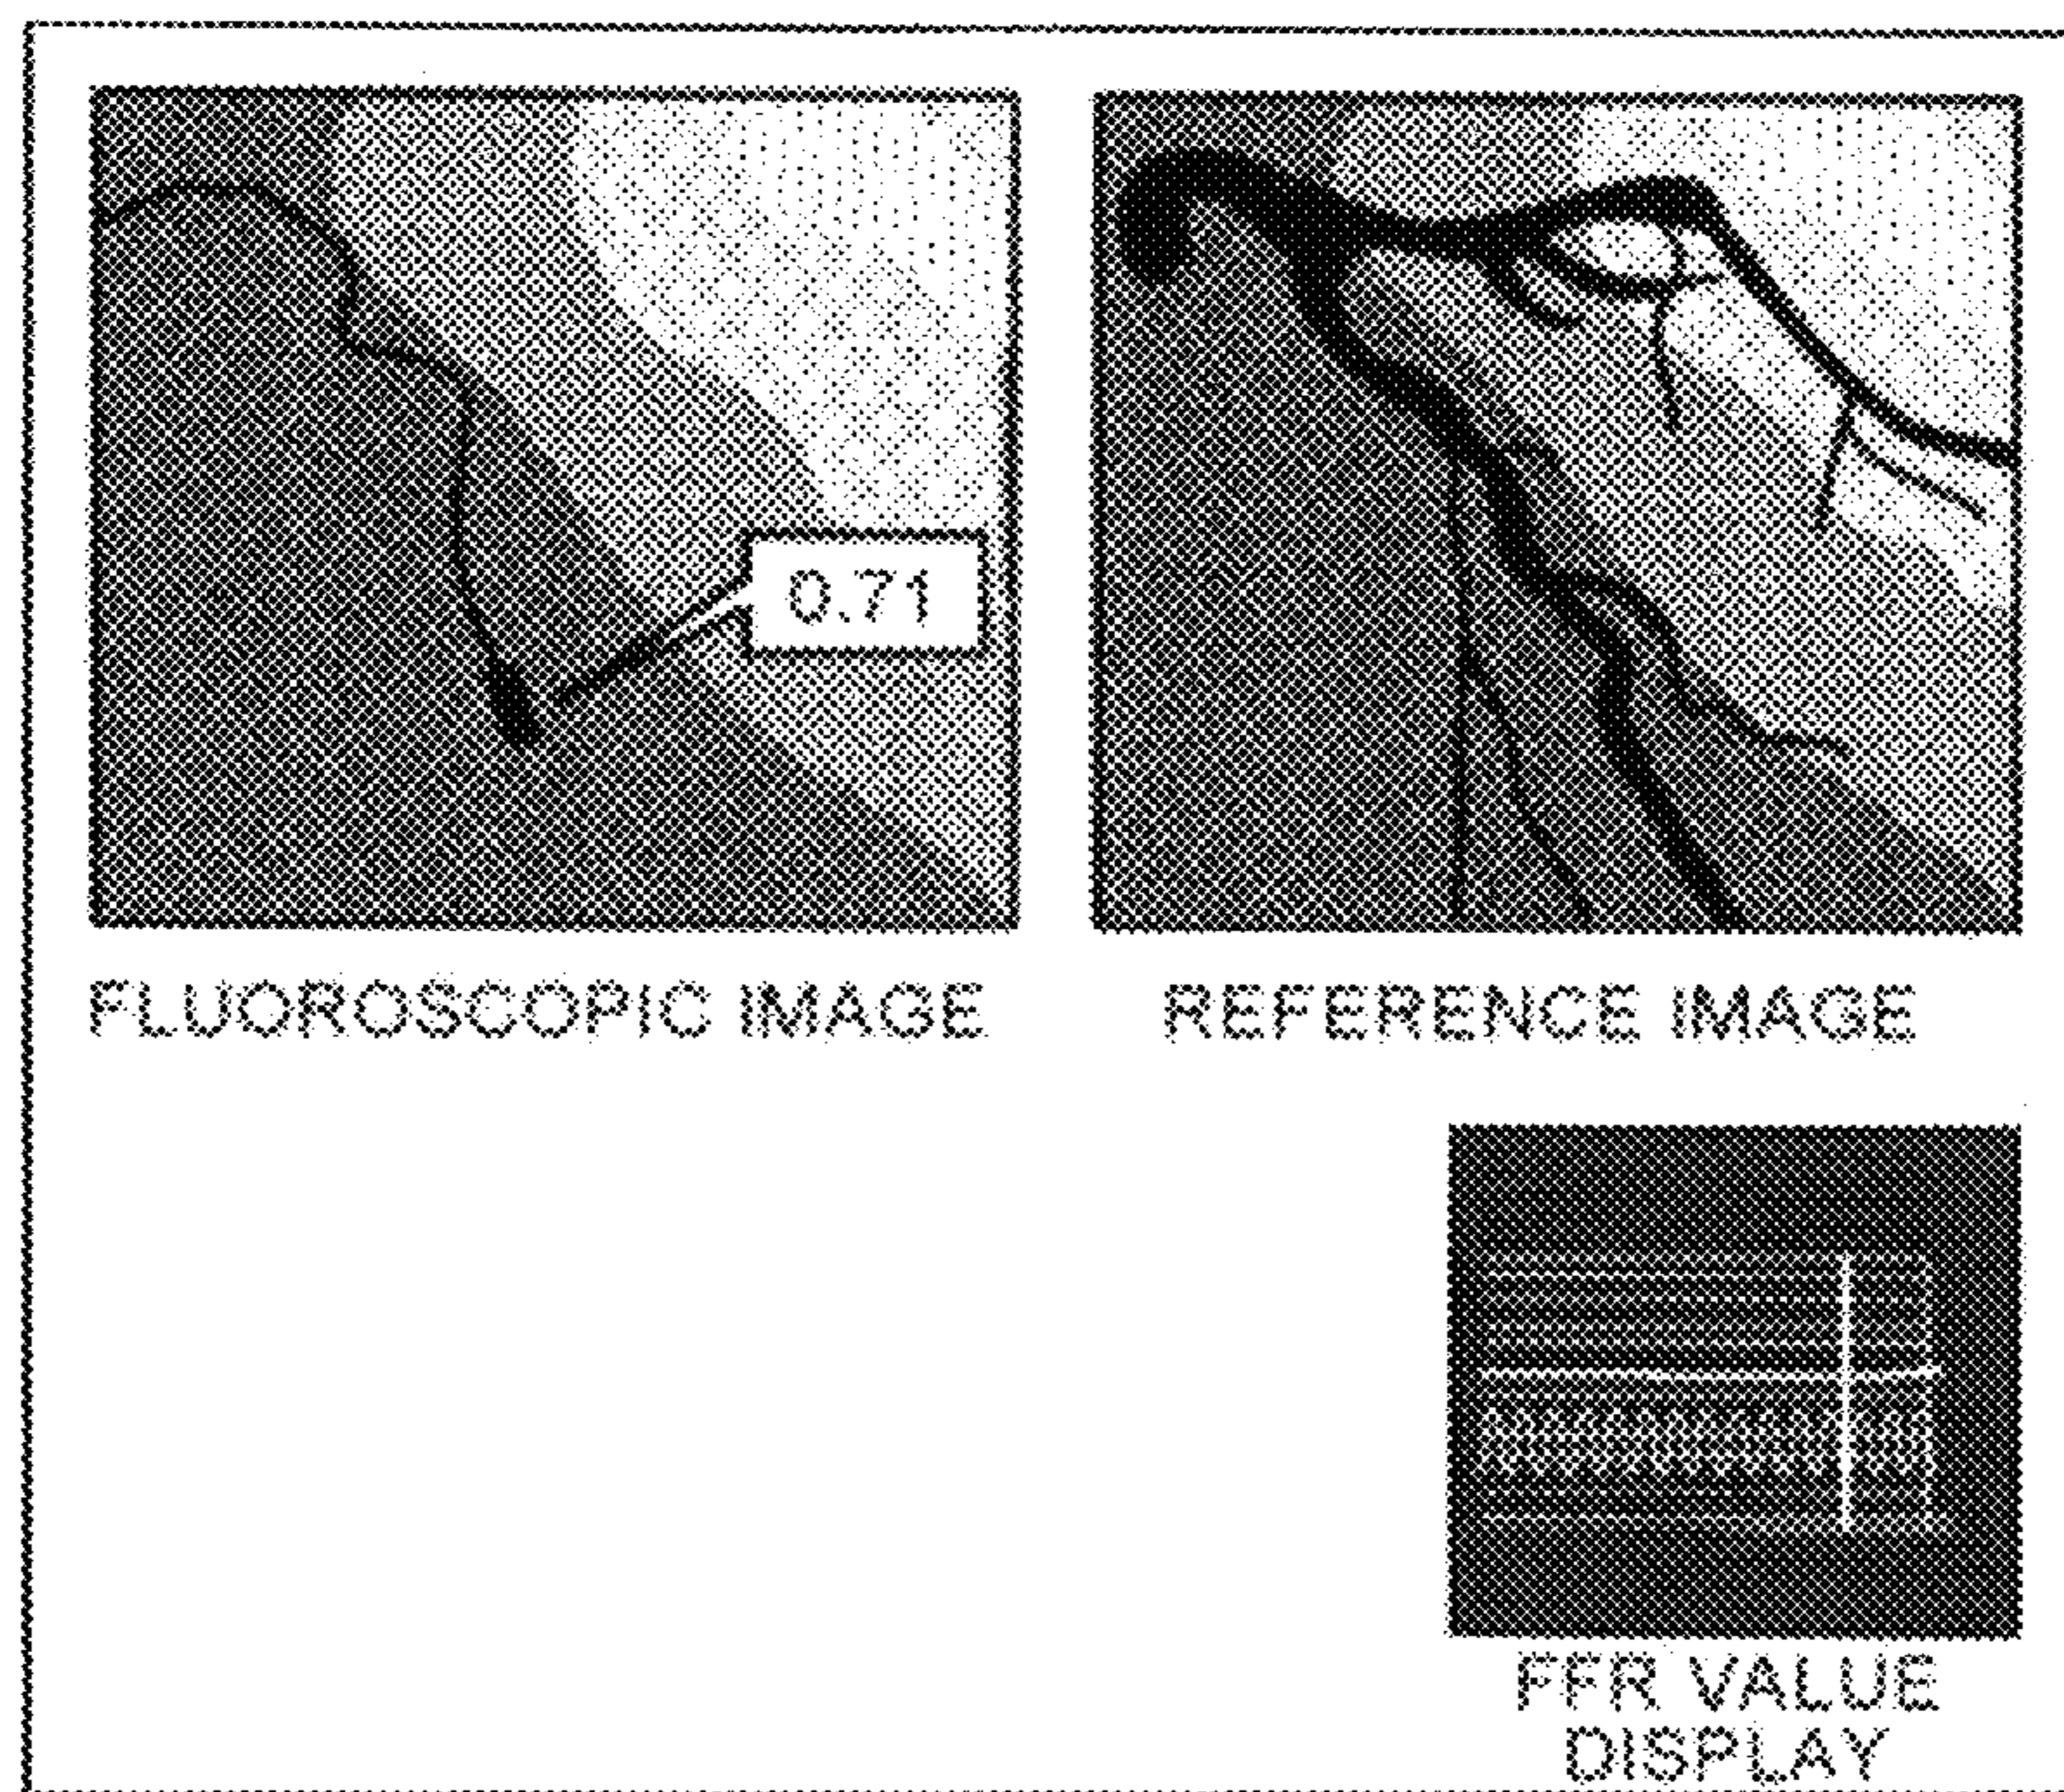 0.71
FLUOROSCOPIC IMAGE
REFERENCE IMAGE
FFR VALUE
DISPLAY